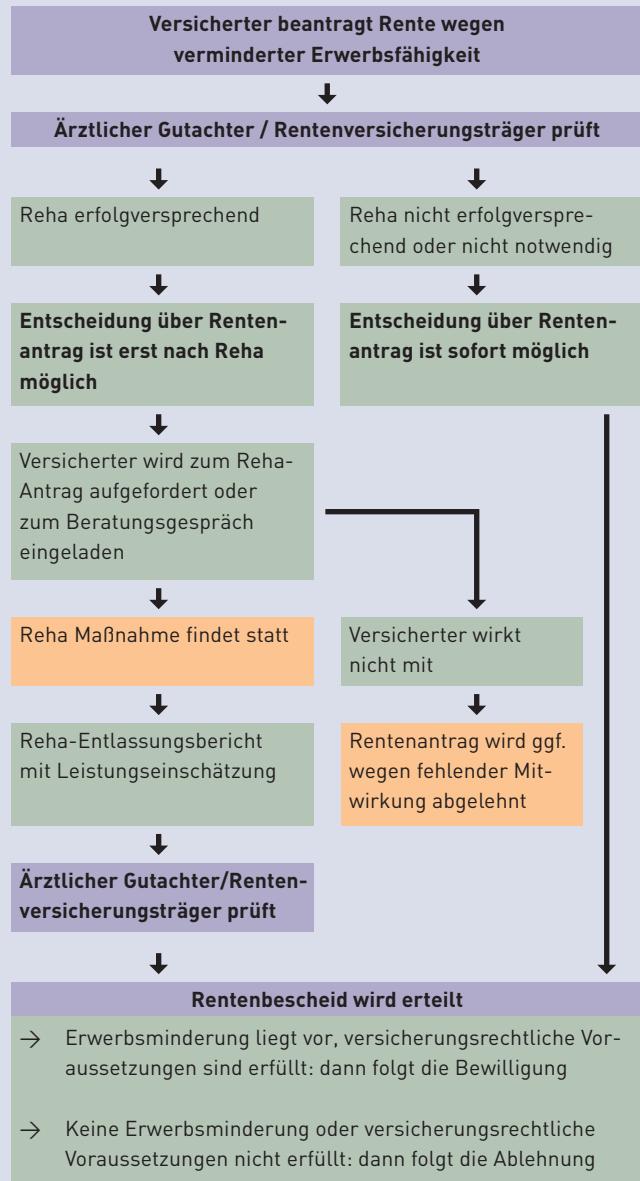 Versicherter beantragt Rente wegen
verminderter Erwerbsfähigkeit
Ärztlicher Gutachter / Rentenversicherungsträger prüft
Reha erfolgversprechend
Reha nicht erfolgverspre-
chend oder nicht notwendig
Entscheidung über Renten-
antrag ist erst nach Reha
möglich
Entscheidung über Renten-
antrag ist sofort möglich
Versicherter wird zum Reha-
Antrag aufgefordert oder
zum Beratungsgespräch
eingeladen
Reha Maßnahme findet statt
Versicherter wirkt
nicht mit
Reha-Entlassungsbericht
mit Leistungseinschätzung
Rentenantrag wird ggf.
wegen fehlender Mit-
wirkung abgelehnt
Ärztlicher Gutachter/Renten-
versicherungsträger prüft
Rentenbescheid wird erteilt
→ Erwerbsminderung liegt vor, versicherungsrechtliche Vor-
aussetzungen sind erfüllt: dann folgt die Bewilligung
→ Keine Erwerbsminderung oder versicherungsrechtliche
Voraussetzungen nicht erfüllt: dann folgt die Ablehnung